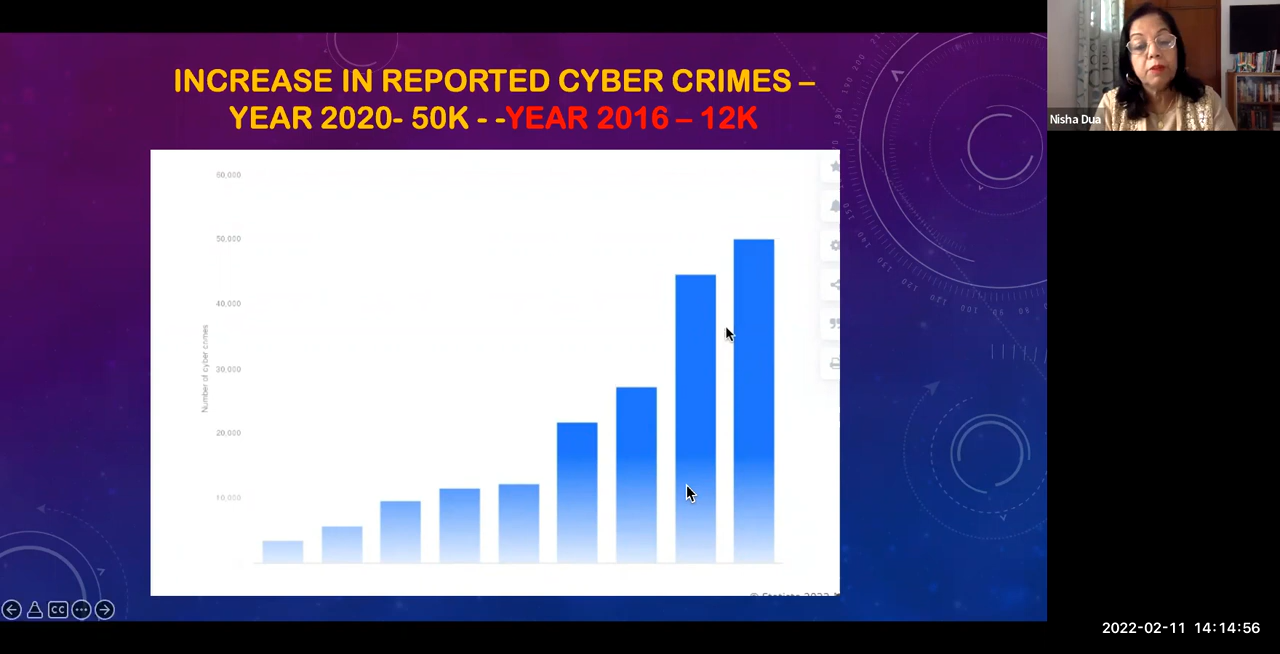 INCREASE IN REPORTED CYBER CRIMES –
YEAR 2020- 50K - -YEAR 2016 – 12K
Nisha Dua
60,000
50,000
40,000
30,000
20,000
10,000
Number of cyber crimes
CC
2022-02-11 14:14:56